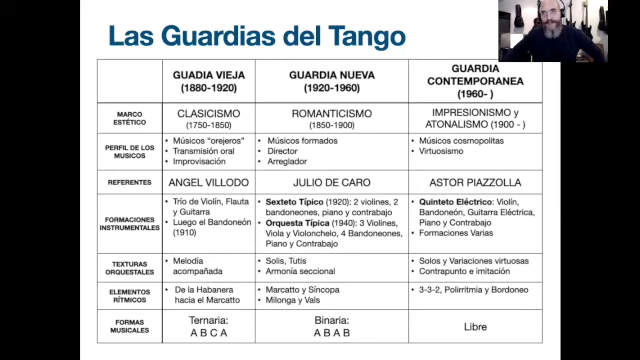 Las Guardias del Tango
GUADIA VIEJA
(1880-1920)
GUARDIA NUEVA
(1920-1960)
GUARDIA
CONTEMPORANEA
(1960- )
MARCO
ESTÉTICO
CLASICISMO
(1750-1850)
ROMANTICISMO
(1850-1900)
IMPRESIONISMO y
ATONALISMO (1900 - )
PERFIL DE LOS
MUSICOS
• Músicos "orejeros"
• Transmisión oral
• Improvisación
• Músicos formados
• Director
• Arreglador
• Músicos cosmopolitas
• Virtuosismo
REFERENTES
ANGEL VILLODO
JULIO DE CARO
ASTOR PIAZZOLLA
FORMACIONES
INSTRUMENTALES
• Trío de Violín, Flauta
y Guitarra
• Luego el Bandoneón
(1910)
• Sexteto Típico (1920): 2 violines, 2
bandoneones, piano y contrabajo
• Orquesta Típica (1940): 3 Violines,
Viola y Violonchelo, 4 Bandoneones,
Piano y Contrabajo
• Quinteto Eléctrico: Violín,
Bandoneón, Guitarra Eléctrica,
Piano y Contrabajo
• Formaciones Varias
TEXTURAS
ORQUESTALES
• Melodía
acompañada
• Solis, Tutis
• Armonía seccional
• Solos y Variaciones virtuosas
• Contrapunto e imitación
ELEMENTOS
RÍTMICOS
• De la Habanera
hacia el Marcatto
• Marcatto y Síncopa
• Milonga y Vals
• 3-3-2, Polirritmia y Bordoneo
FORMAS
MUSICALES
Ternaria:
A B C A
Binaria:
A B A B
Libre